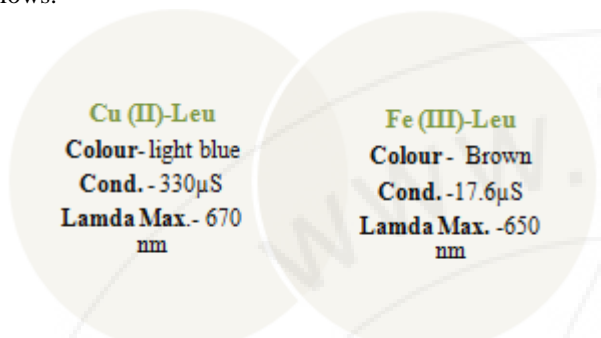 Cu (II)-Leu
Colour- light blue
Cond. - 330µS
Lamda Max.- 670
nm
Fe (III)-Leu
Colour - Brown
Cond. -17.6µS
Lamda Max. -650
nm
www.